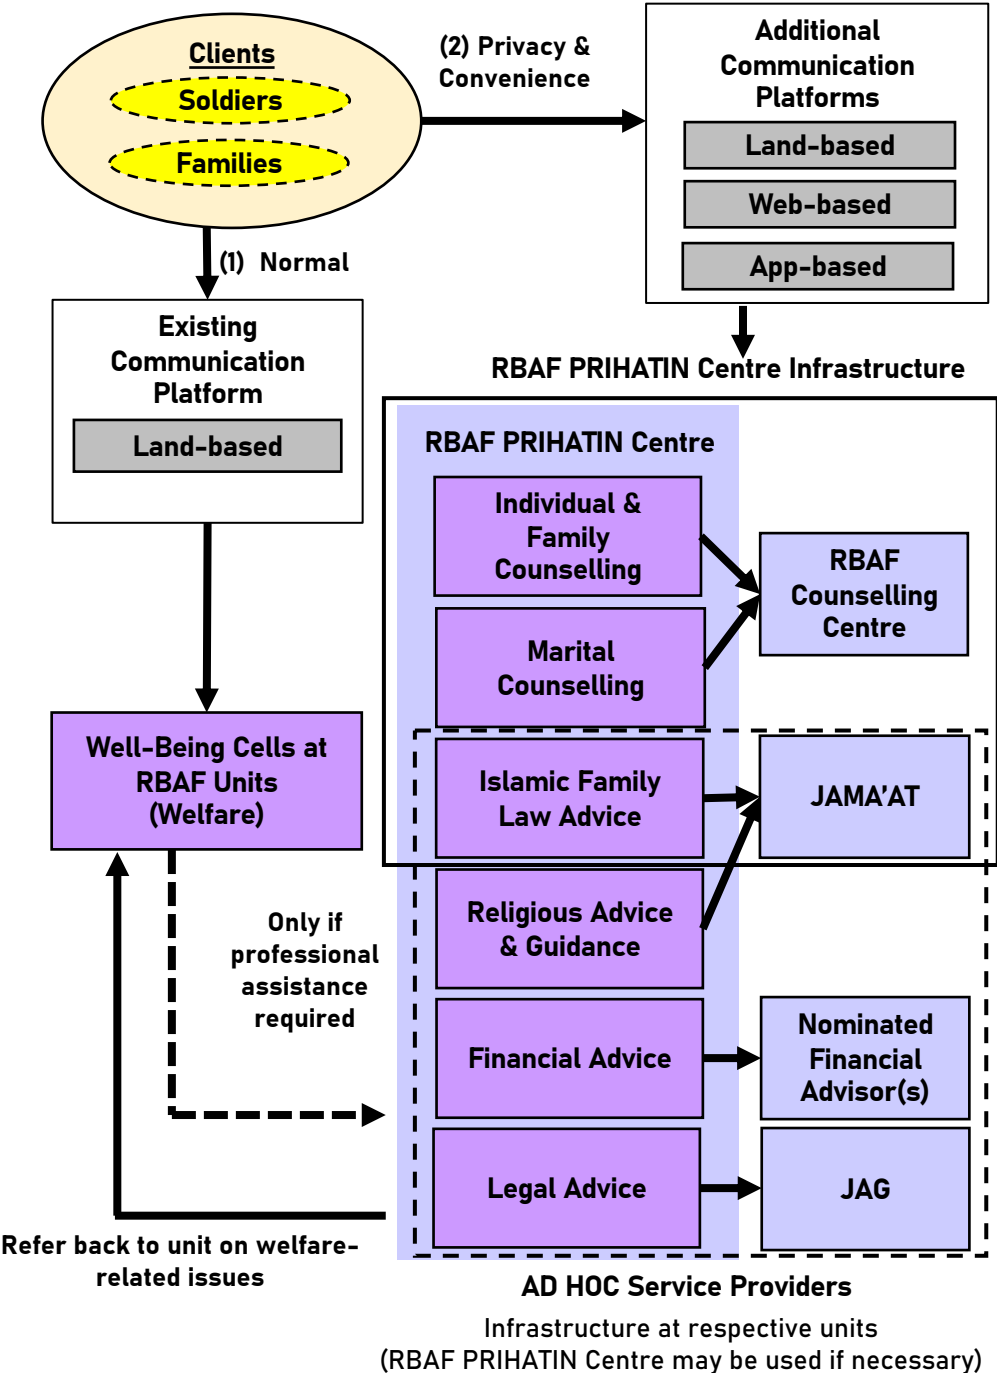 Clients
Soldiers
Families
(2) Privacy &
Convenience
Additional
Communication
Platforms
Land-based
Web-based
App-based
(1) Normal
Existing
Communication
Platform
Land-based
RBAF PRIHATIN Centre Infrastructure
RBAF PRIHATIN Centre
Individual &
Family
Counselling
RBAF
Counselling
Centre
Marital
Counselling
Well-Being Cells at
RBAF Units
(Welfare)
Islamic Family
Law Advice
JAMA’AT
Only if
professional
assistance
required
Religious Advice
& Guidance
Financial Advice
Nominated
Financial
Advisor(s)
Legal Advice
JAG
Refer back to unit on welfare-
related issues
AD HOC Service Providers
Infrastructure at respective units
(RBAF PRIHATIN Centre may be used if necessary)